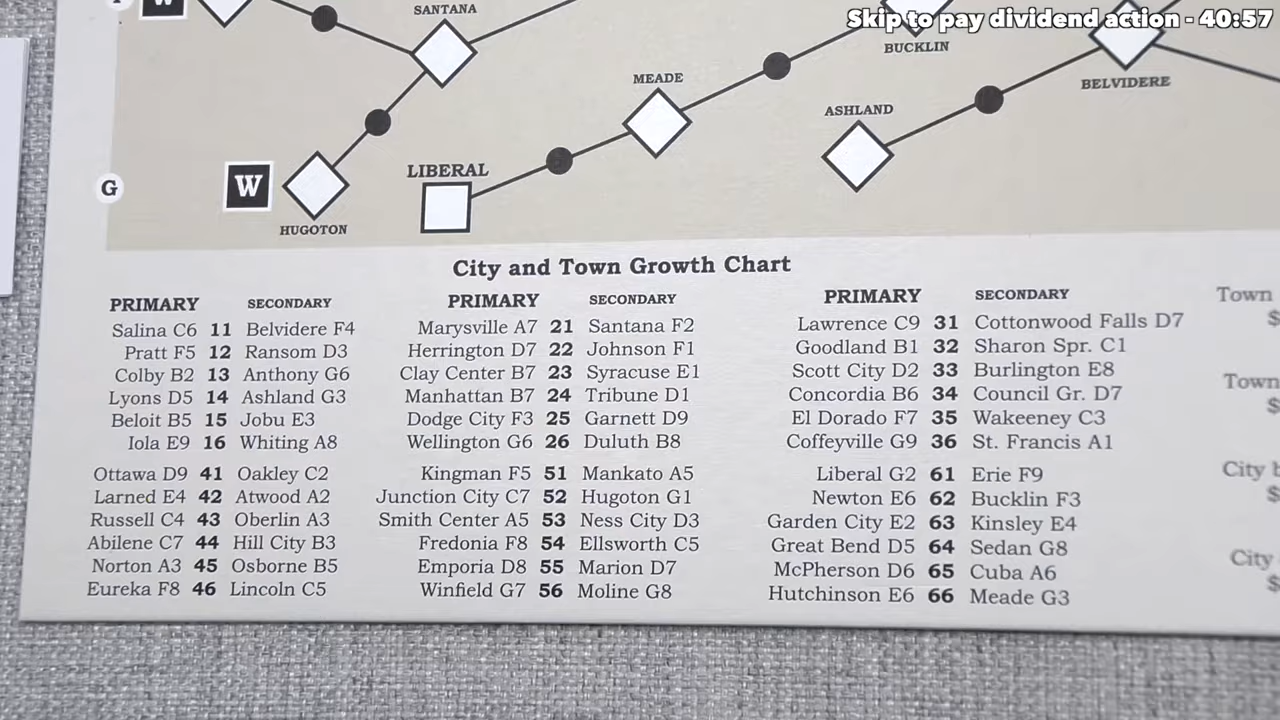 Skip to pay dividend action - 40:57
W
SANTANA
BUCKLIN
MEADE
BELVIDERE
ASHLAND
LIBERAL
G
W
HUGOTON
City and Town Growth Chart
PRIMARY SECONDARY PRIMARY SECONDARY PRIMARY SECONDARY
Salina C6 11 Belvidere F4 Marysville A7 21 Santana F2 Lawrence C9 31 Cottonwood Falls D7
Pratt F5 12 Ransom D3 Herrington D7 22 Johnson F1 Goodland B1 32 Sharon Spr. C1
Colby B2 13 Anthony G6 Clay Center B7 23 Syracuse E1 Scott City D2 33 Burlington E8
Lyons D5 14 Ashland G3 Manhattan B7 24 Tribune D1 Concordia B6 34 Council Gr. D7
Beloit B5 15 Jobu E3 Dodge City F3 25 Garnett D9 El Dorado F7 35 Wakeeney C3
Iola E9 16 Whiting A8 Wellington G6 26 Duluth B8 Coffeyville G9 36 St. Francis A1
Ottawa D9 41 Oakley C2 Kingman F5 51 Mankato A5 Liberal G2 61 Erie F9
Larned E4 42 Atwood A2 Junction City C7 52 Hugoton G1 Newton E6 62 Bucklin F3
Russell C4 43 Oberlin A3 Smith Center A5 53 Ness City D3 Garden City E2 63 Kinsley E4
Abilene C7 44 Hill City B3 Fredonia F8 54 Ellsworth C5 Great Bend D5 64 Sedan G8
Norton A3 45 Osborne B5 Emporia D8 55 Marion D7 McPherson D6 65 Cuba A6
Eureka F8 46 Lincoln C5 Winfield G7 56 Moline G8 Hutchinson E6 66 Meade G3
Town
$
Town
$
City
$
City
$